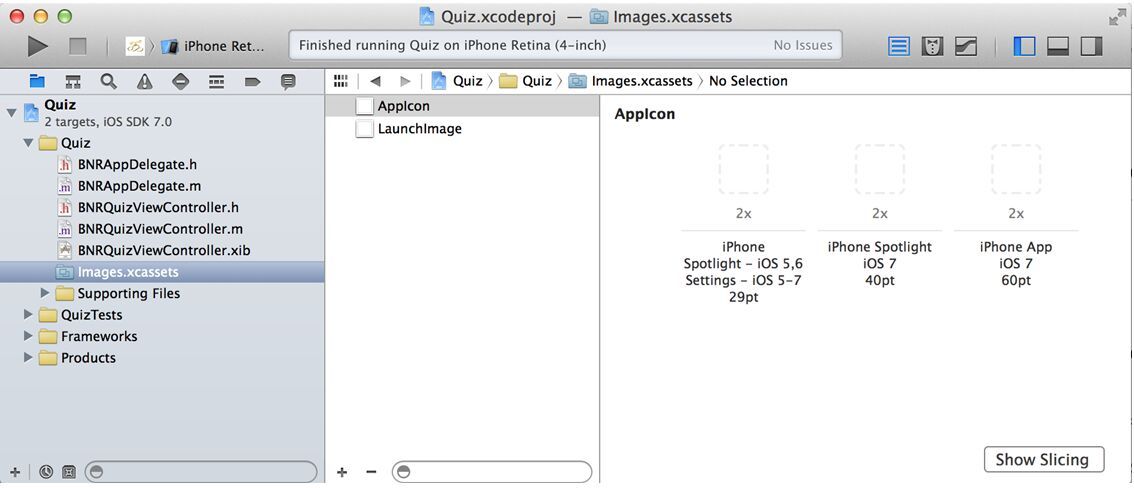 Quiz.xcodeproj — Images.xcassets
iPhone Ret...
Finished running Quiz on iPhone Retina (4-inch)
No Issues
Quiz
Quiz
Images.xcassets
No Selection
Quiz
2 targets, iOS SDK 7.0
Quiz
BNRAppDelegate.h
BNRAppDelegate.m
BNRQuizViewController.h
BNRQuizViewController.m
BNRQuizViewController.xib
Images.xcassets
Supporting Files
QuizTests
Frameworks
Products
AppIcon
LaunchImage
AppIcon
2x
iPhone
Spotlight – iOS 5,6
Settings – iOS 5–7
29pt
2x
iPhone Spotlight
iOS 7
40pt
2x
iPhone App
iOS 7
60pt
Show Slicing